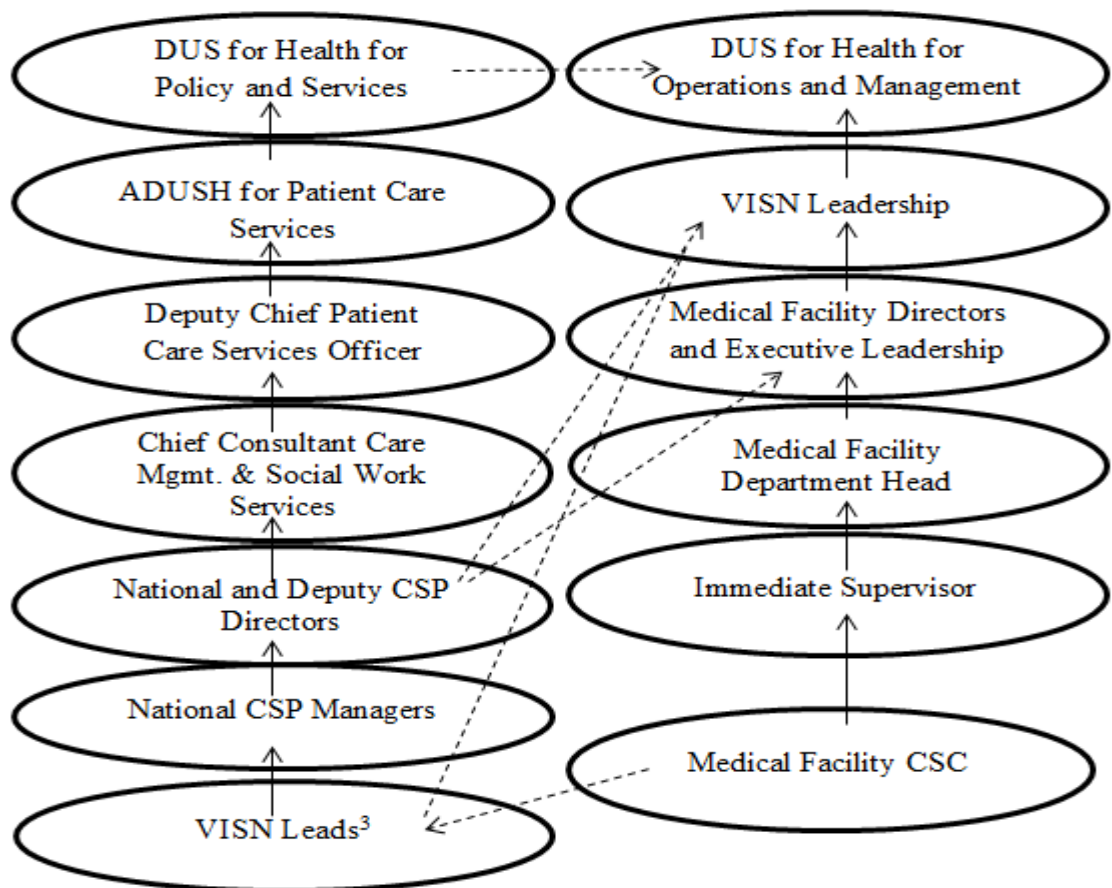 DUS for Health for
Policy and Services
ADUSH for Patient Care
Services
Deputy Chief Patient
Care Services Officer
Chief Consultant Care
Mgmt. & Social Work
Services
National and Deputy CSP
Directors
National CSP Managers
VISN Leads³
DUS for Health for
Operations and Management
VISN Leadership
Medical Facility Directors
and Executive Leadership
Medical Facility
Department Head
Immediate Supervisor
Medical Facility CSC